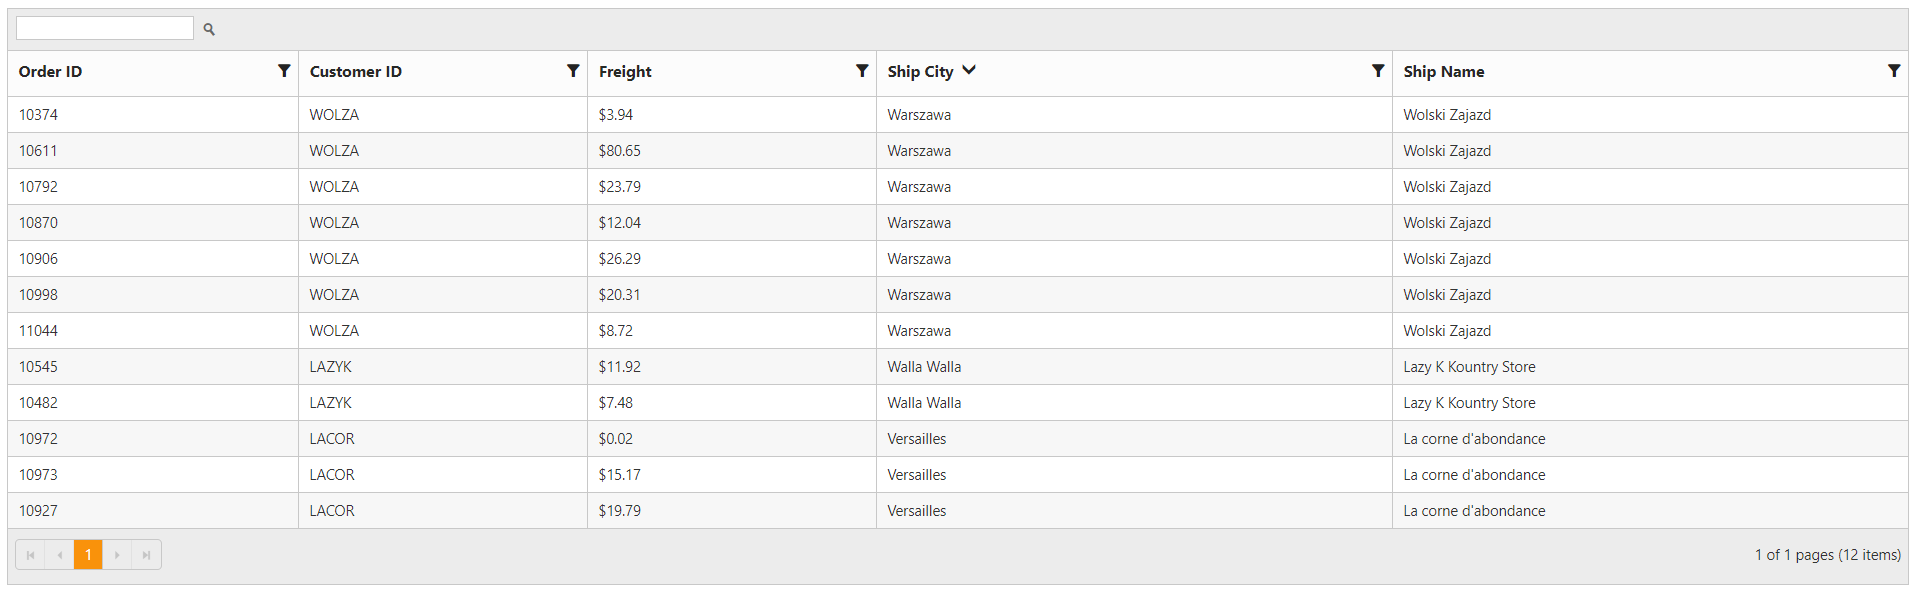 Order ID Customer ID Freight Ship City Ship Name
10374 WOLZA $3.94 Warszawa Wolski Zajazd
10611 WOLZA $80.65 Warszawa Wolski Zajazd
10792 WOLZA $23.79 Warszawa Wolski Zajazd
10870 WOLZA $12.04 Warszawa Wolski Zajazd
10906 WOLZA $26.29 Warszawa Wolski Zajazd
10998 WOLZA $20.31 Warszawa Wolski Zajazd
11044 WOLZA $8.72 Warszawa Wolski Zajazd
10545 LAZYK $11.92 Walla Walla Lazy K Kountry Store
10482 LAZYK $7.48 Walla Walla Lazy K Kountry Store
10972 LACOR $0.02 Versailles La corne d'abondance
10973 LACOR $15.17 Versailles La corne d'abondance
10927 LACOR $19.79 Versailles La corne d'abondance
1 1 of 1 pages (12 items)